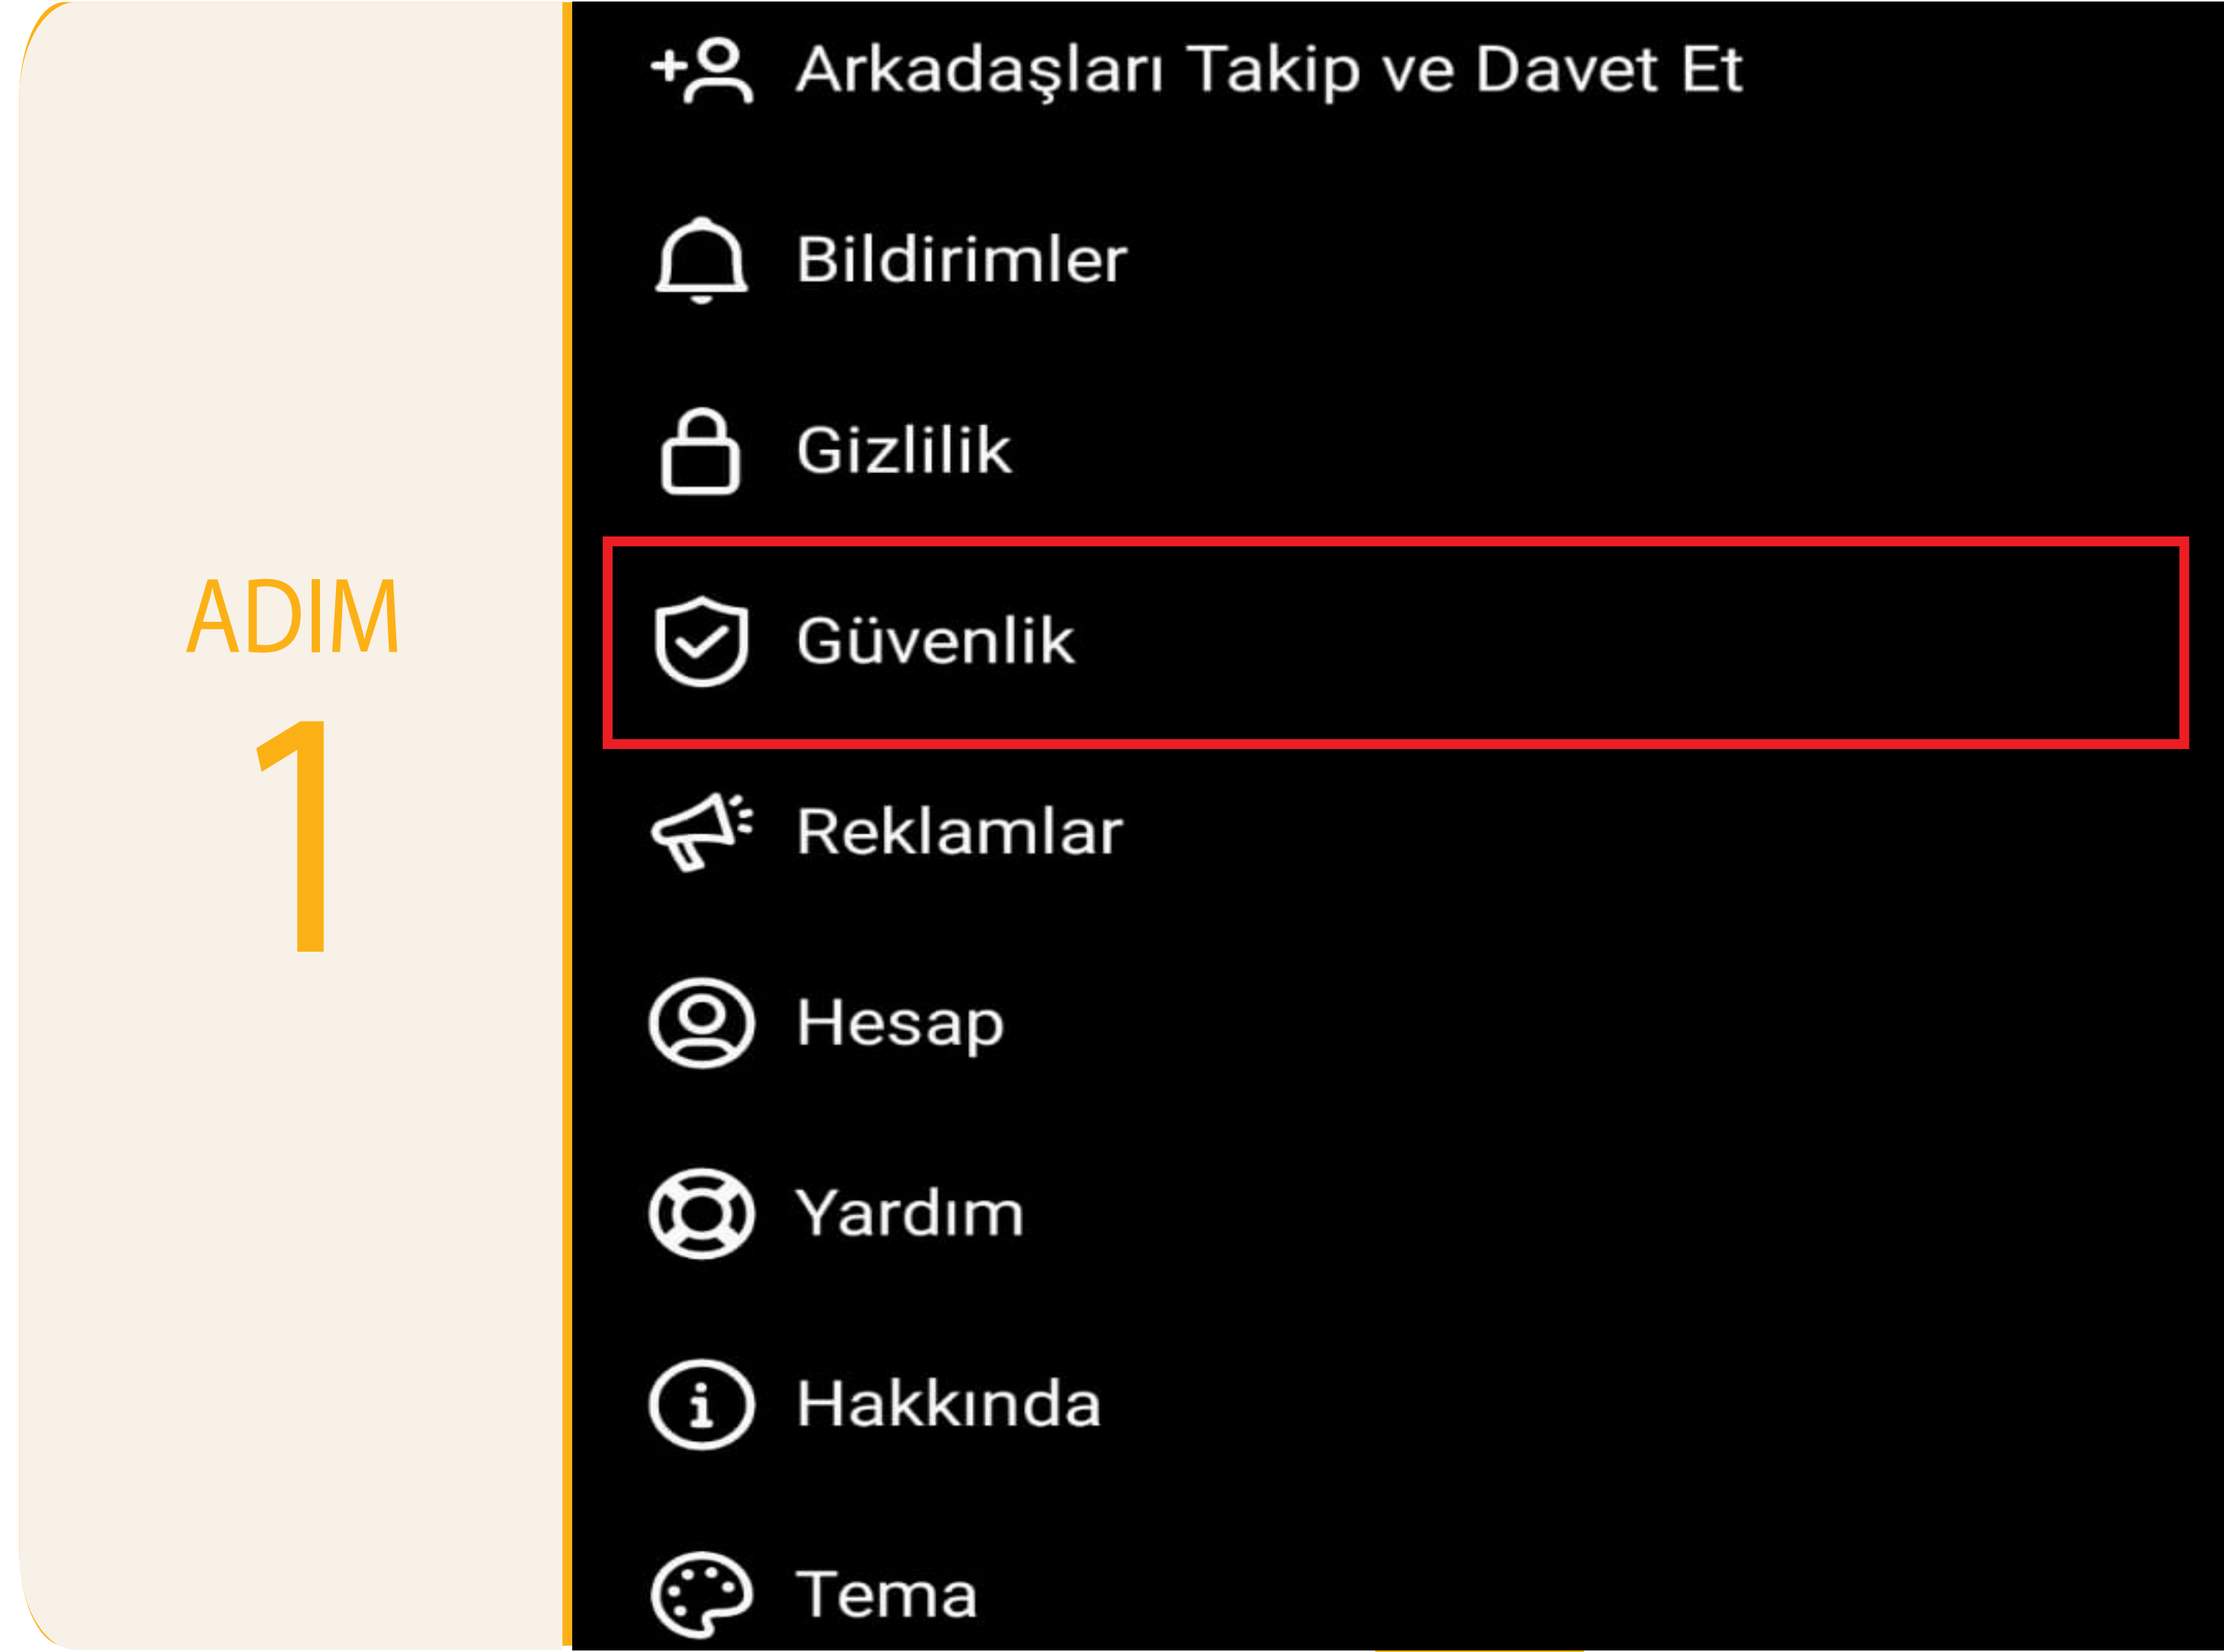 ADIM
1
Arkadaşları Takip ve Davet Et
Bildirimler
Gizlilik
Güvenlik
Reklamlar
Hesap
Yardım
Hakkında
Tema